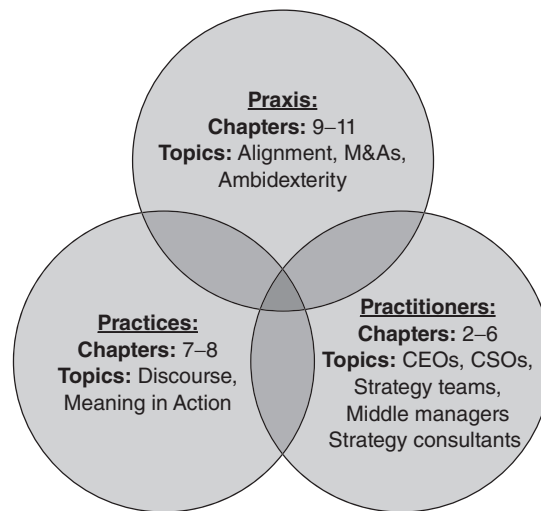 Praxis:
Chapters: 9–11
Topics: Alignment, M&As,
Ambidexterity
Practices:
Chapters: 7–8
Topics: Discourse,
Meaning in Action
Practitioners:
Chapters: 2–6
Topics: CEOs, CSOs,
Strategy teams,
Middle managers
Strategy consultants